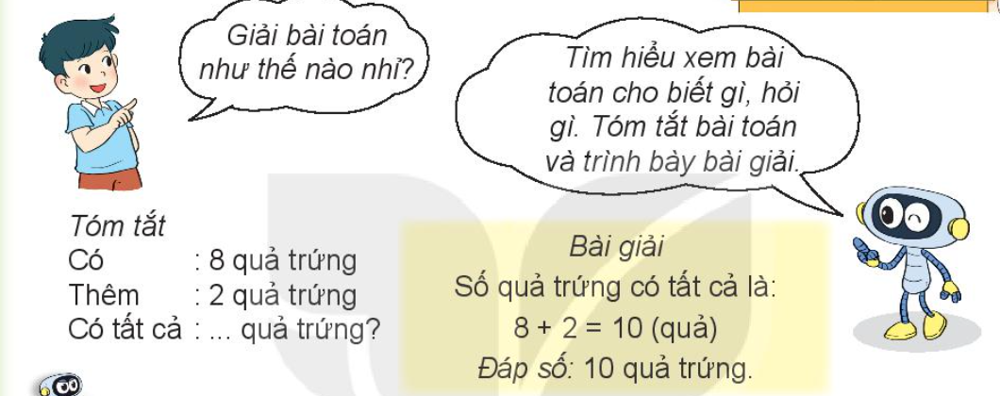 Giải bài toán
như thế nào nhỉ?
Tìm hiểu xem bài
toán cho biết gì, hỏi
gì. Tóm tắt bài toán
và trình bày bài giải.
Tóm tắt
Có : 8 quả trứng
Thêm : 2 quả trứng
Có tất cả : ... quả trứng?
Bài giải
Số quả trứng có tất cả là:
8 + 2 = 10 (quả)
Đáp số: 10 quả trứng.